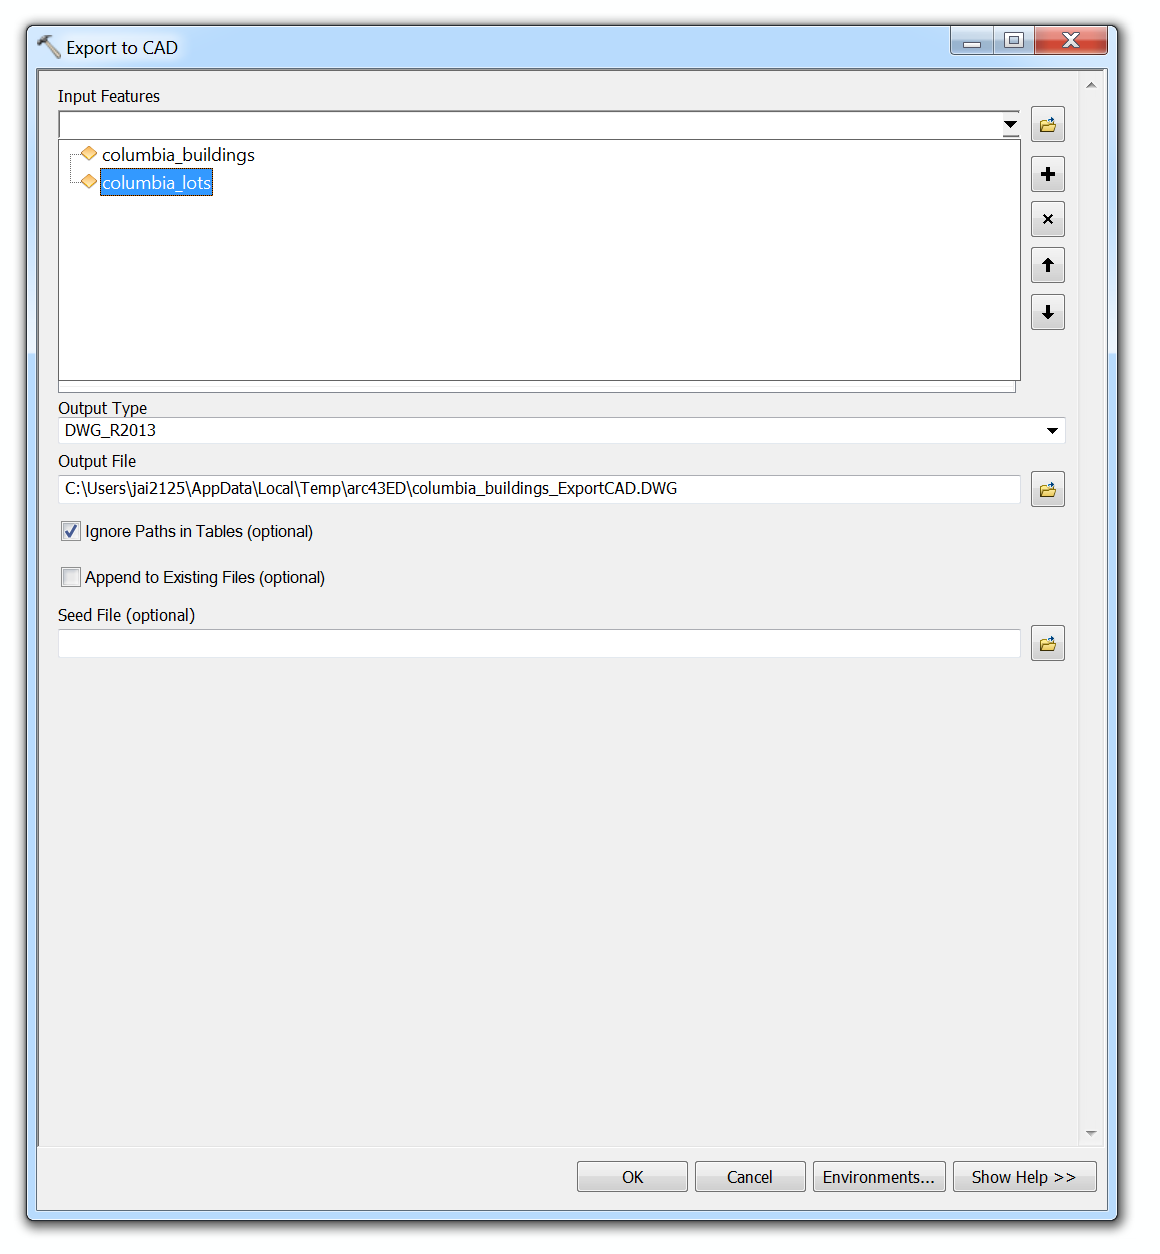 Export to CAD
Input Features
columbia_buildings
columbia_lots
Output Type
DWG_R2013
Output File
C:\Users\jai2125\AppData\Local\Temp\arc43ED\columbia_buildings_ExportCAD.DWG
Ignore Paths in Tables (optional)
Append to Existing Files (optional)
Seed File (optional)
OK Cancel Environments... Show Help >>